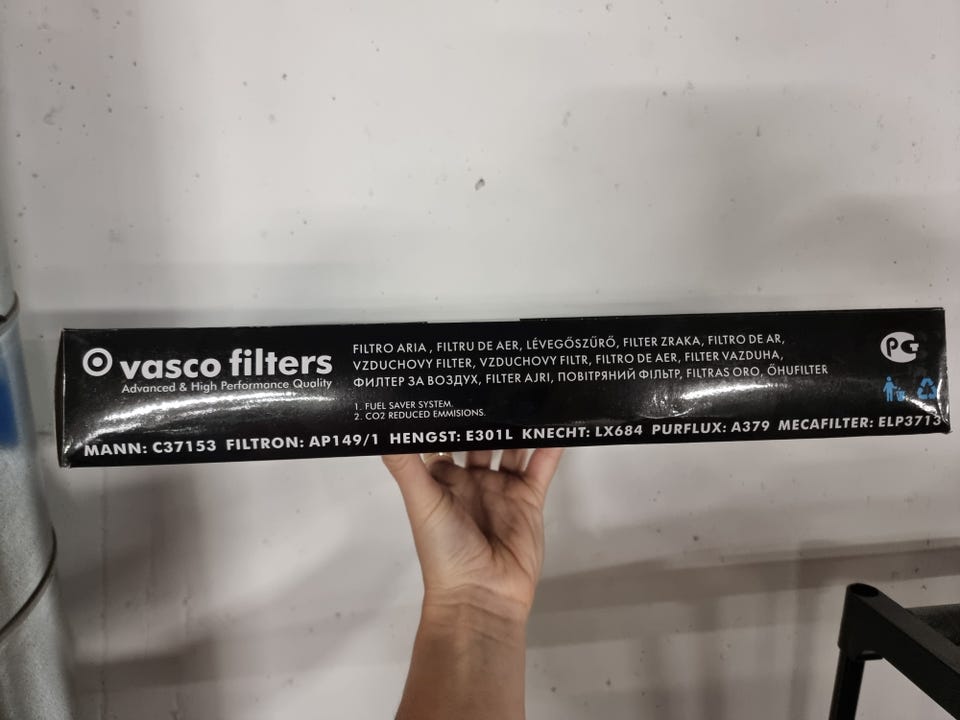 vasco filters
Advanced & High Performance Quality
FILTRO ARIA , FILTRU DE AER, LÉVEGŐSZŰRŐ, FILTER ZRAKA, FILTRO DE AR,
VZDUCHOVY FILTER, VZDUCHOVY FILTR, FILTRO DE AER, FILTER VAZDUHA,
ФИЛТЕР ЗА ВОЗДУХ, FILTER AJRI, ПОВІТРЯНИЙ ФІЛЬТР, FILTRAS ORO, ÕHUFILTER
1. FUEL SAVER SYSTEM.
2. CO2 REDUCED EMMISIONS.
MANN: C37153 FILTRON: AP149/1 HENGST: E301L KNECHT: LX684 PURFLUX: A379 MECAFILTER: ELP3713